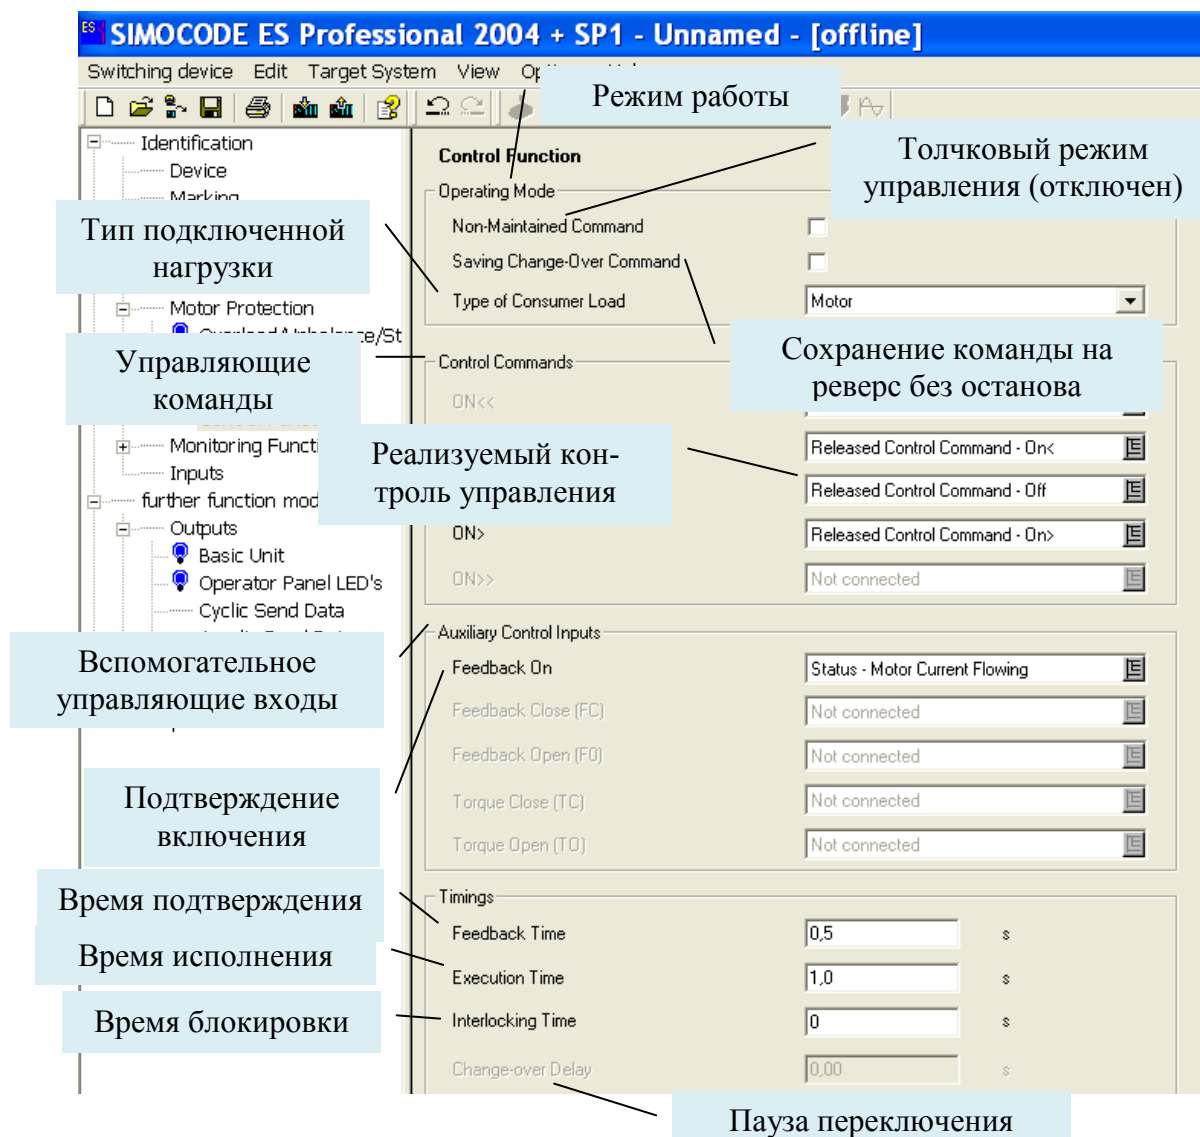 ES SIMOCODE ES Professional 2004 + SP1 - Unnamed - [offline]
Switching device Edit Target System View
Режим работы
Identification
Device
Marking
Control Function
Толчковый режим
управления (отключен)
Operating Mode
Non-Maintained Command
Тип подключенной
нагрузки
Saving Change-Over Command
Motor Protection
Type of Consumer Load Motor
Сохранение команды на
реверс без останова
Управляющие
команды
Control Commands
ON<<
Monitoring Functi
Inputs
further function mod
Реализуемый кон-
троль управления
Released Control Command - On<
Released Control Command - Off
Outputs
ON> Released Control Command - On>
Basic Unit
Operator Panel LED's
ON>> Not connected
Cyclic Send Data
Вспомогательное
управляющие входы
Auxiliary Control Inputs
Feedback On Status - Motor Current Flowing
Feedback Close (FC) Not connected
Feedback Open (FO) Not connected
Подтверждение
включения
Torque Close (TC) Not connected
Torque Open (TO) Not connected
Timings
Время подтверждения
Feedback Time 0,5 s
Время исполнения
Execution Time 1,0 s
Время блокировки
Interlocking Time 0 s
Change-over Delay 0,00 s
Пауза переключения